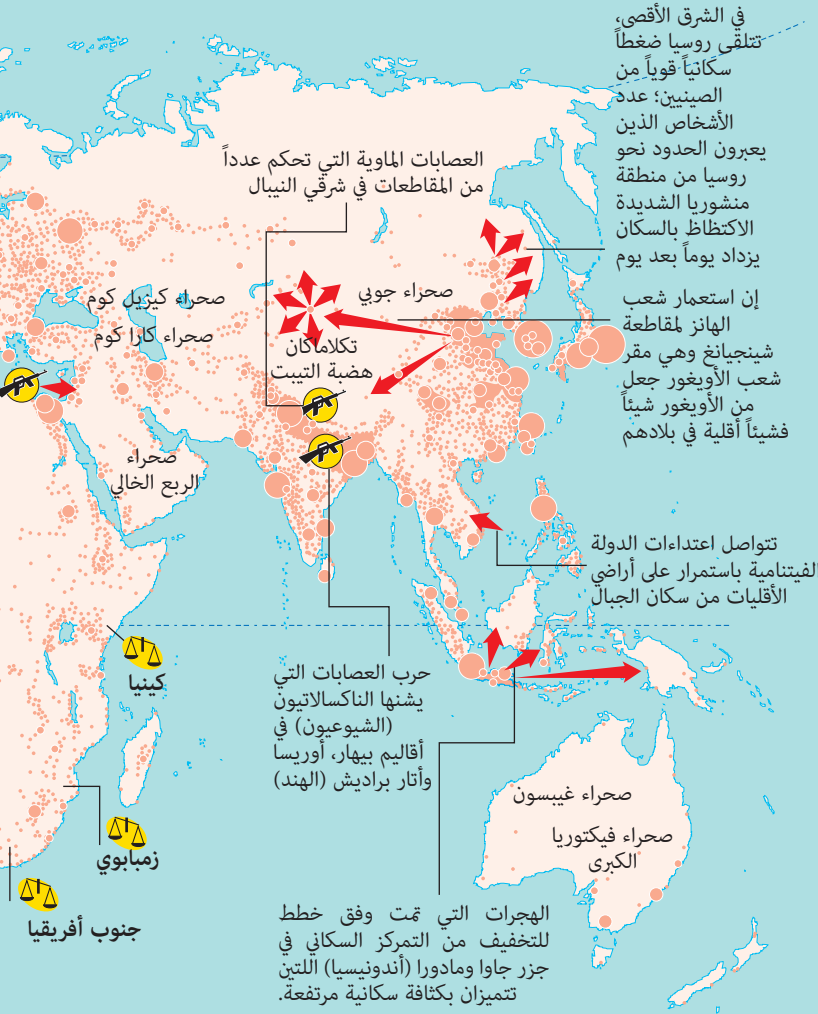 في الشرق الأقصى،
تتلقى روسيا ضغطاً
سكانياً قوياً من
الصينيين؛ عدد
الأشخاص الذين
يعبرون الحدود نحو
روسيا من منطقة
منشوريا الشديدة
الاكتظاظ بالسكان
يزداد يوماً بعد يوم
العصابات الماوية التي تحكم عدداً
من المقاطعات في شرقي النيبال
صحراء جوبي
إن استعمار شعب
الهانز لمقاطعة
شينجيانغ وهي مقر
شعب الأويغور جعل
من الأويغور شيئاً
فشيئاً أقلية في بلادهم
صحراء كيزيل كوم
صحراء كارا كوم
تكلاماكان
هضبة التيبت
صحراء
الربع الخالي
تتواصل اعتداءات الدولة
الفيتنامية باستمرار على أراضي
الأقليات من سكان الجبال
كينيا
حرب العصابات التي
يشنها الناكسالاتيون
(الشيوعيون) في
أقاليم بيهار، أوريسا
وأتار براديش (الهند)
صحراء غيبسون
صحراء فيكتوريا
الكبرى
زمبابوي
جنوب أفريقيا
الهجرات التي تمت وفق خطط
للتخفيف من التمركز السكاني في
جزر جاوا ومادورا (أندونيسيا) اللتين
تتميزان بكثافة سكانية مرتفعة.